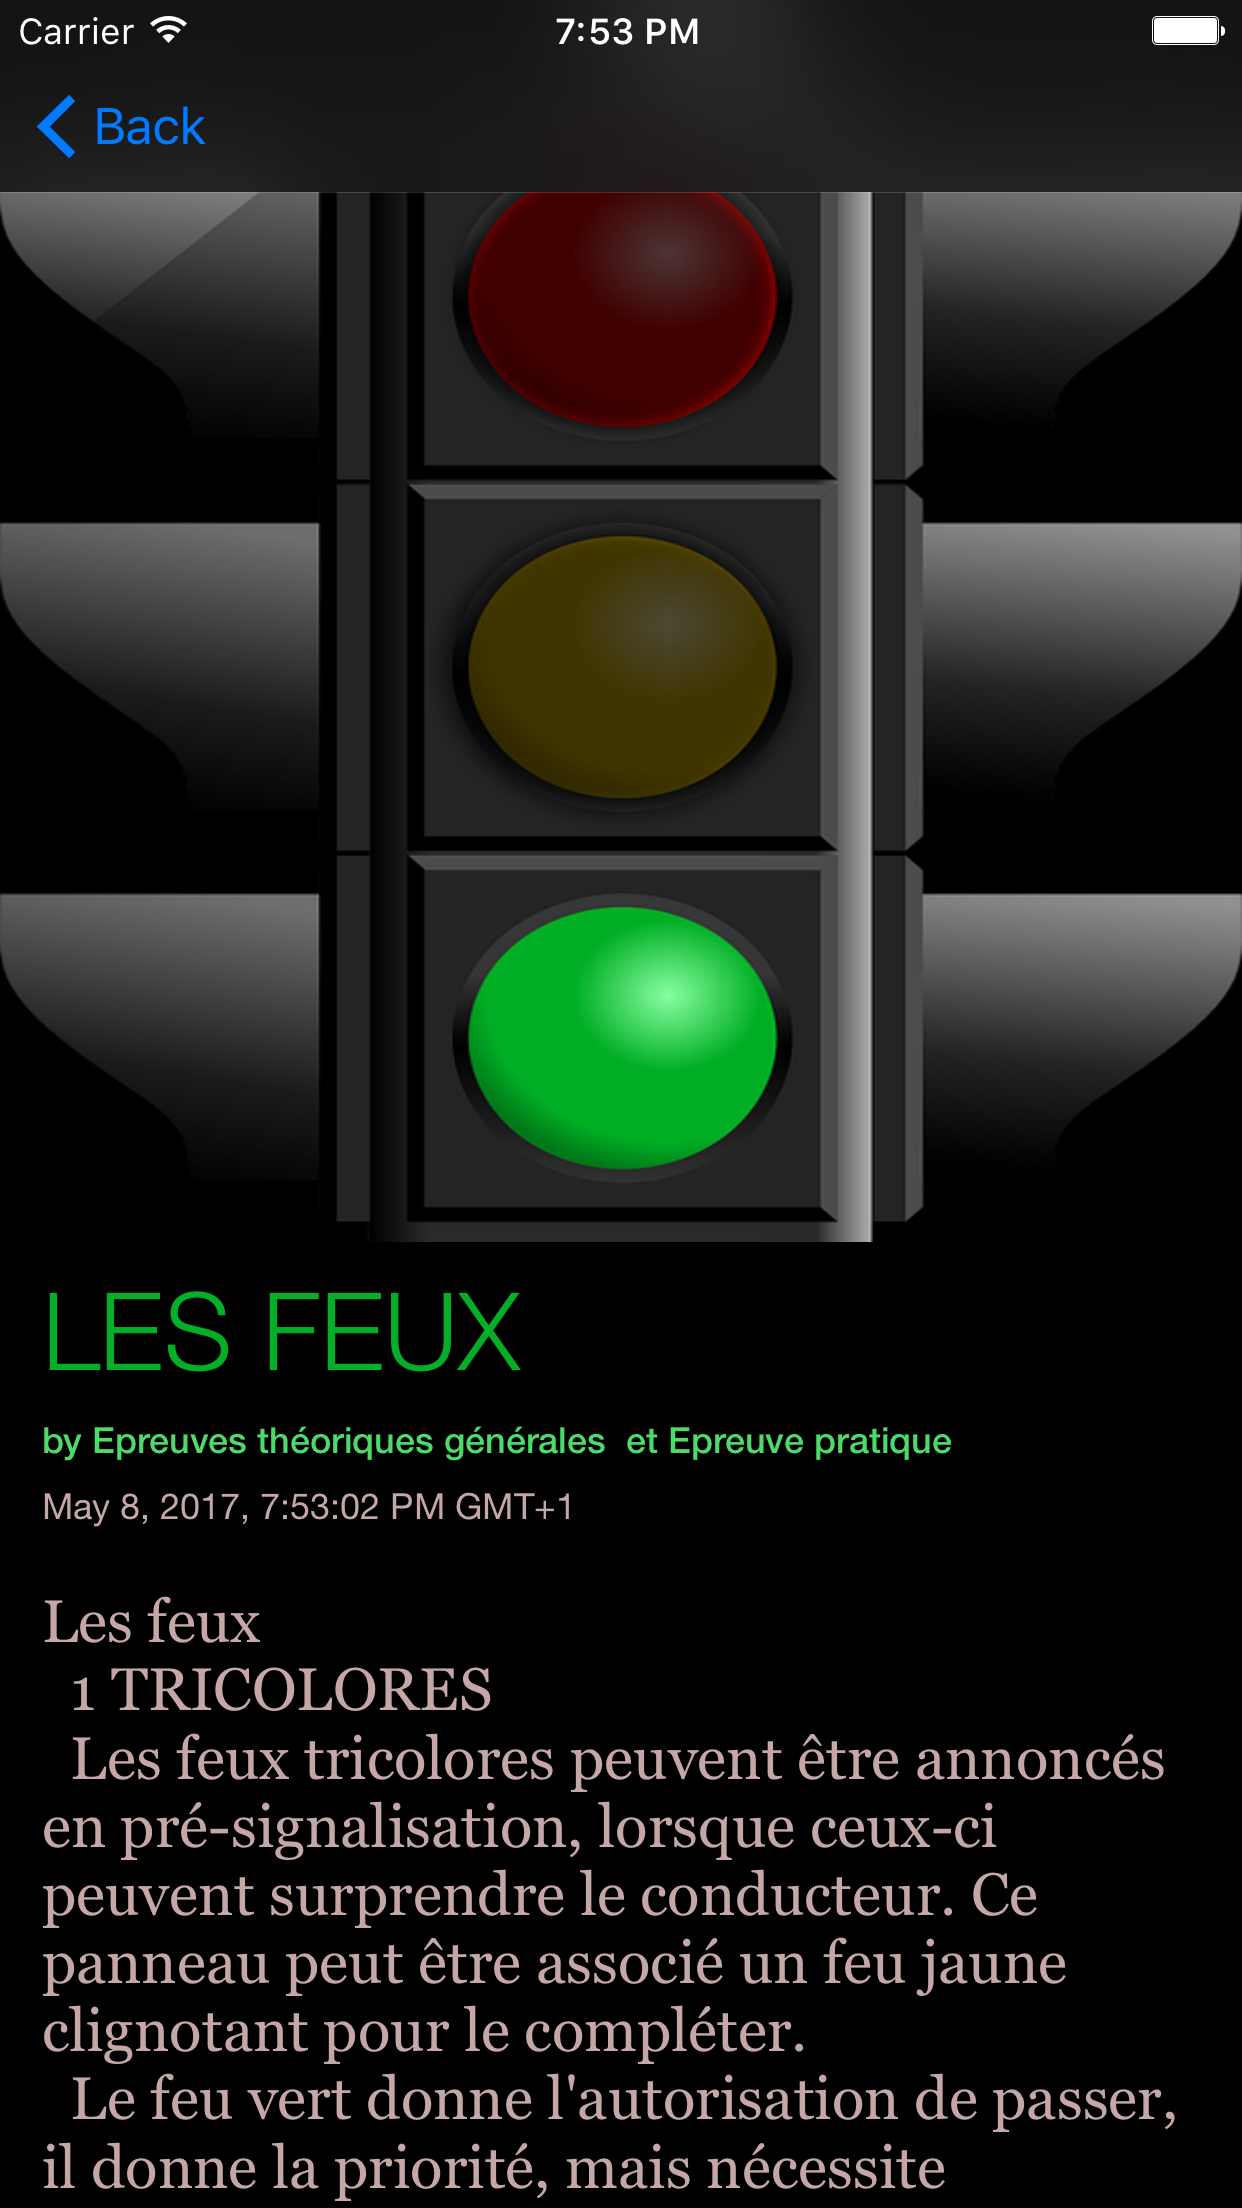 Carrier
7:53 PM
Back
LES FEUX
by Epreuves théoriques générales  et Epreuve pratique
May 8, 2017, 7:53:02 PM GMT+1
Les feux
1 TRICOLORES
Les feux tricolores peuvent être annoncés
en pré-signalisation, lorsque ceux-ci
peuvent surprendre le conducteur. Ce
panneau peut être associé un feu jaune
clignotant pour le compléter.
Le feu vert donne l'autorisation de passer,
il donne la priorité, mais nécessite